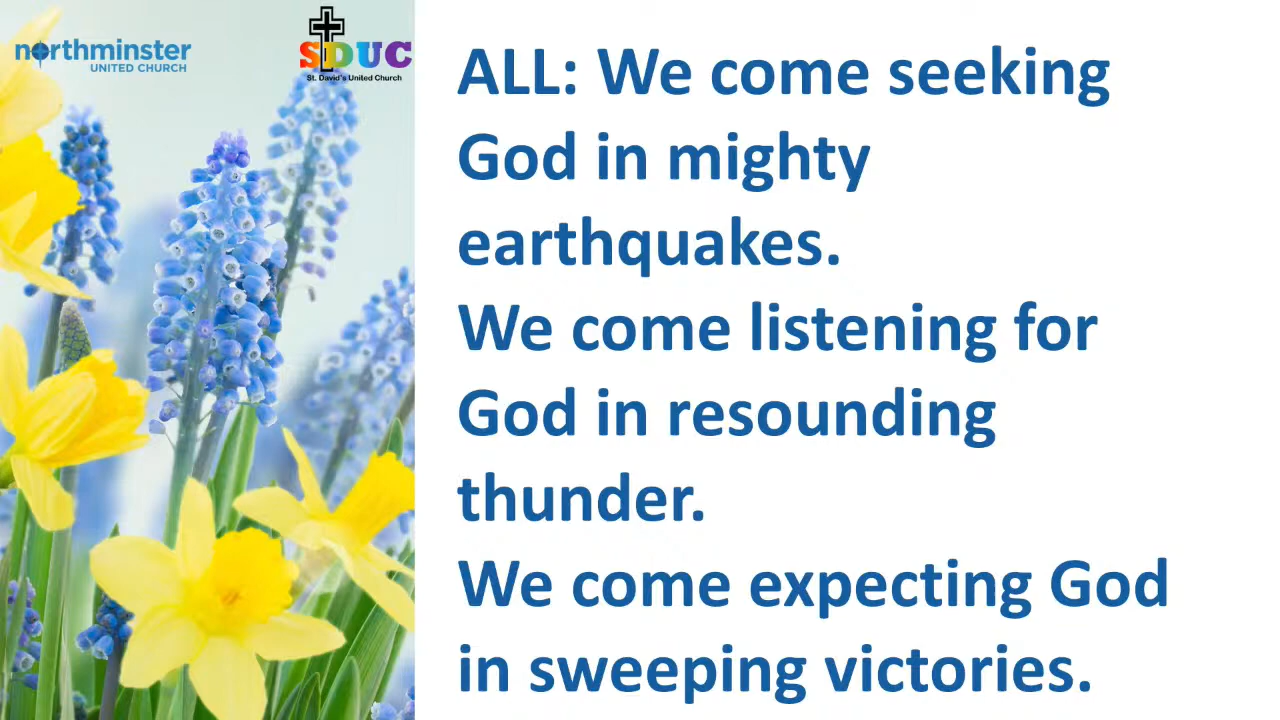 northminster
UNITED CHURCH
SDUC
St. David's United Church
ALL: We come seeking
God in mighty
earthquakes.
We come listening for
God in resounding
thunder.
We come expecting God
in sweeping victories.